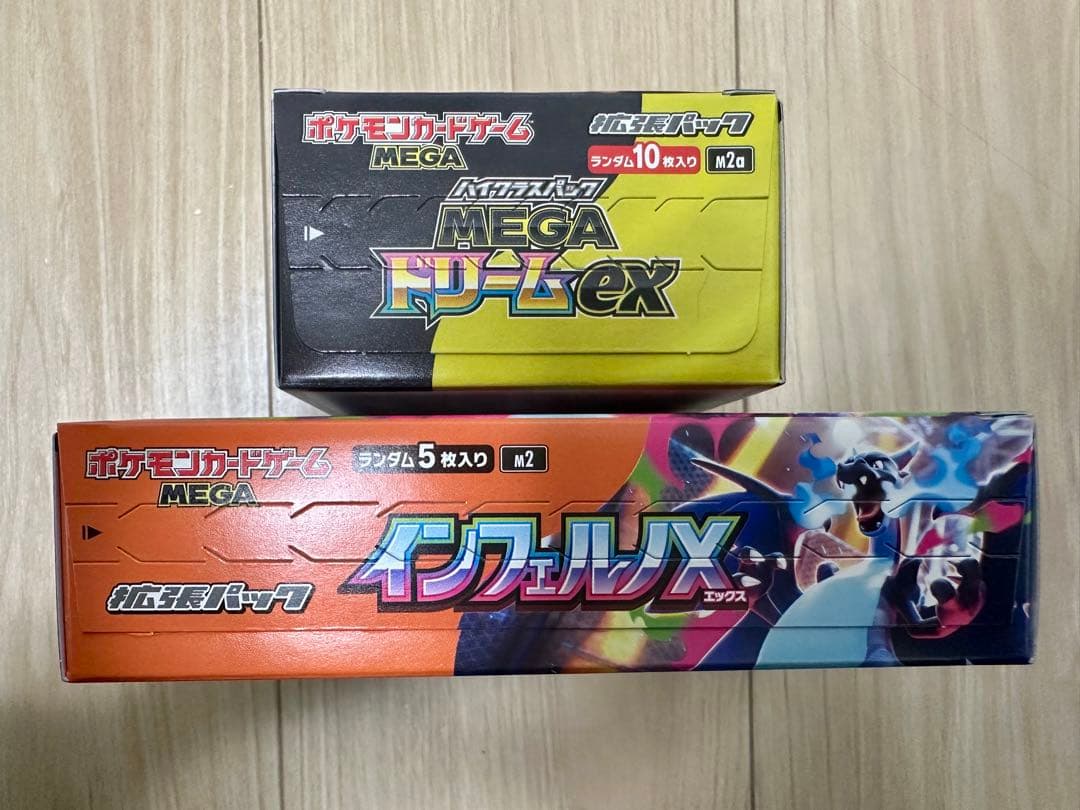 ポケモンカードゲーム
MEGA
拡張パック
ランダム10枚入り M2a
ハイクラスパック
MEGA
ドリームex
ポケモンカードゲーム
MEGA
ランダム5枚入り M2
インフェルノX
エックス
拡張パック